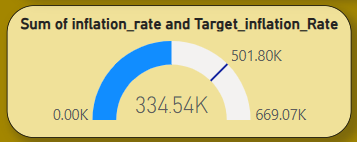 Sum of inflation_rate and Target_inflation_Rate
501.80K
334.54K
0.00K
669.07K